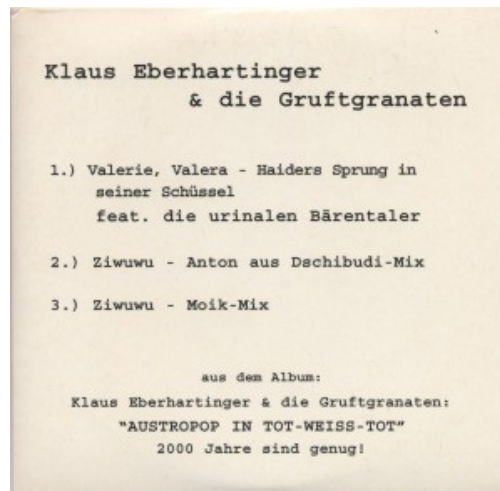 Klaus Eberhartinger
& die Gruftgranaten
1.) Valerie, Valera - Haiders Sprung in
seiner Schüssel
feat. die urinalen Bärentaler
2.) Ziwuwu - Anton aus Dschibudi-Mix
3.) Ziwuwu - Moik-Mix
aus dem Album:
Klaus Eberhartinger & die Gruftgranaten:
"AUSTROPOP IN TOT-WEISS-TOT"
2000 Jahre sind genug!